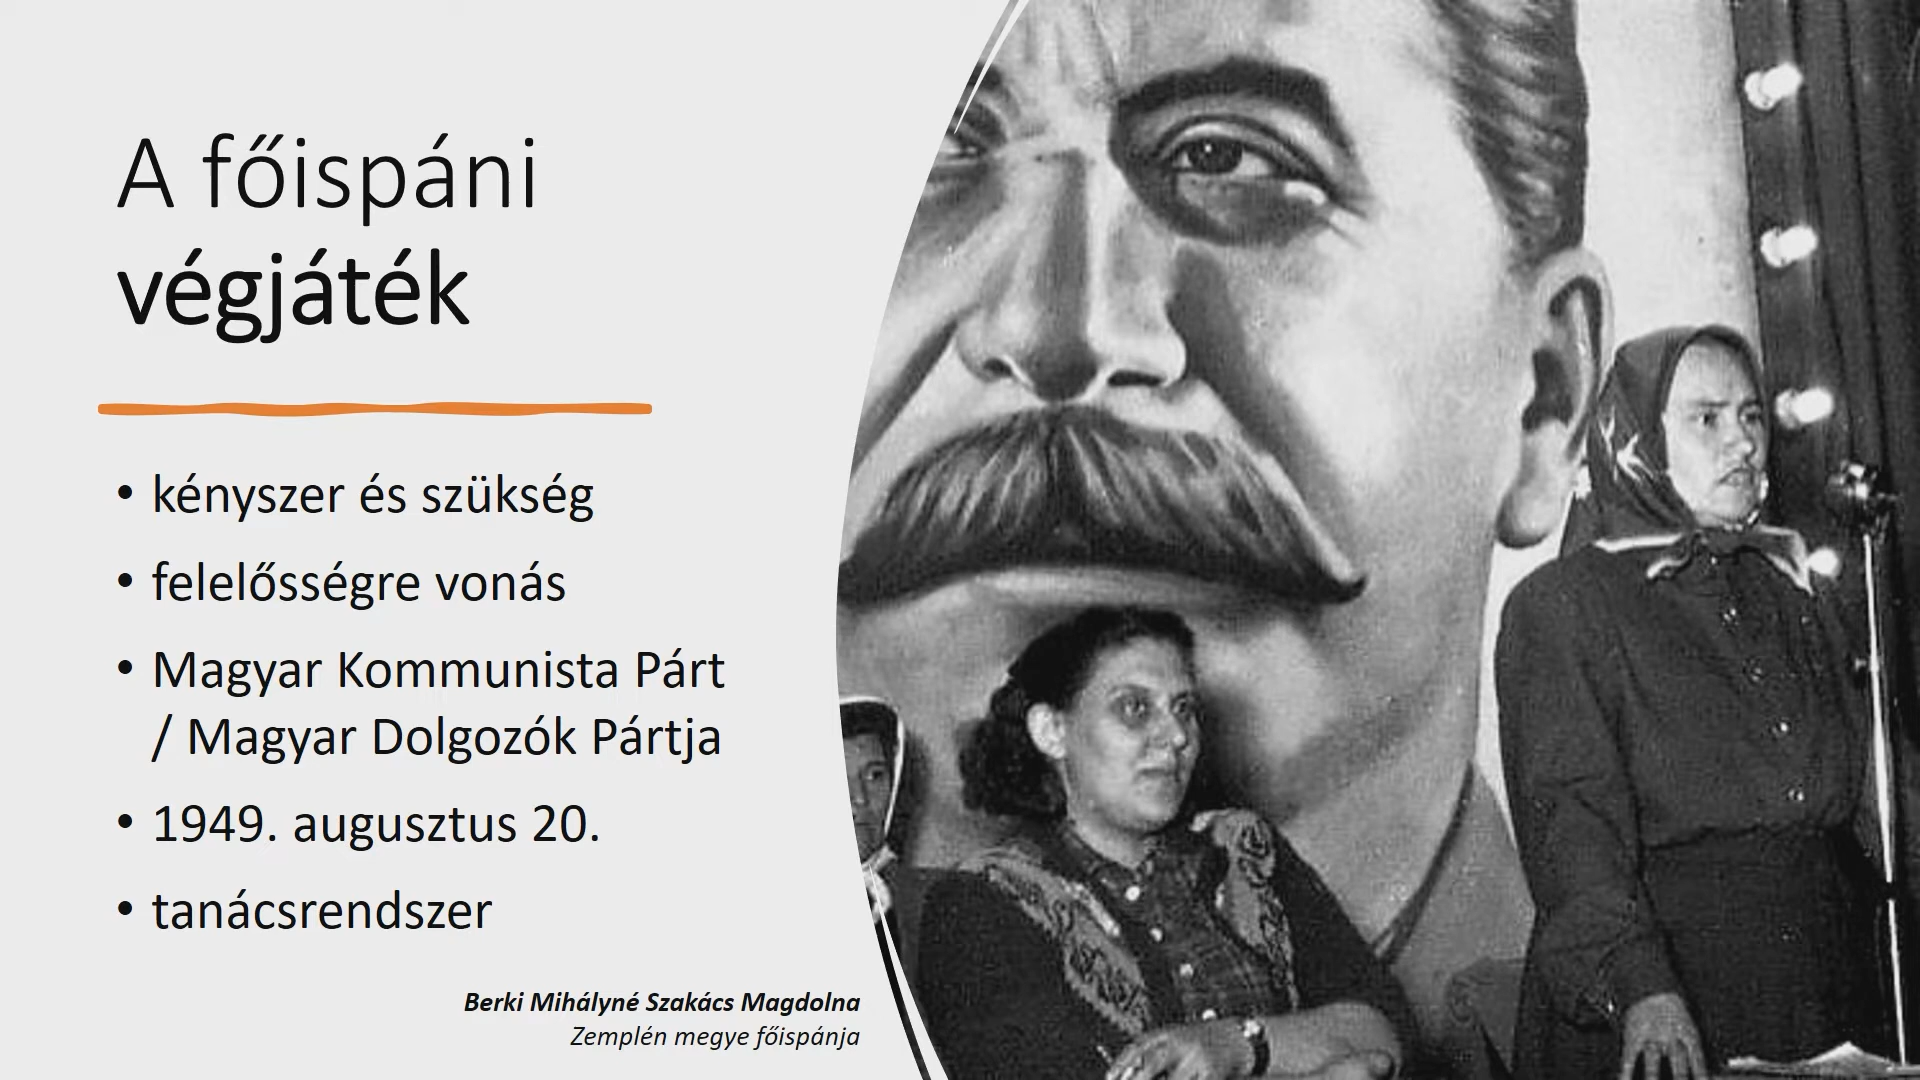 A főispáni
végjáték
• kényszer és szükség
• felelősségre vonás
• Magyar Kommunista Párt
/ Magyar Dolgozók Pártja
• 1949. augusztus 20.
• tanácsrendszer
Berki Mihályné Szakács Magdolna
Zemplén megye főispánja